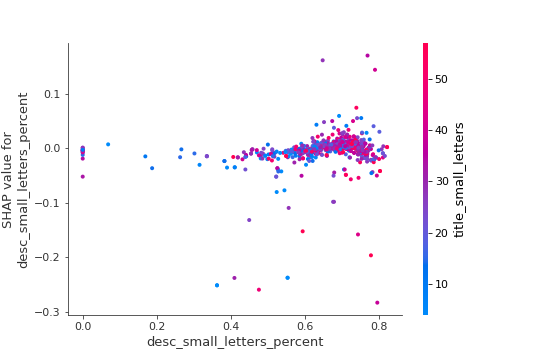 0.1
0.0
−0.1
−0.2
−0.3
SHAP value for
desc_small_letters_percent
0.0 0.2 0.4 0.6 0.8
desc_small_letters_percent
50
40
30
20
10
title_small_letters